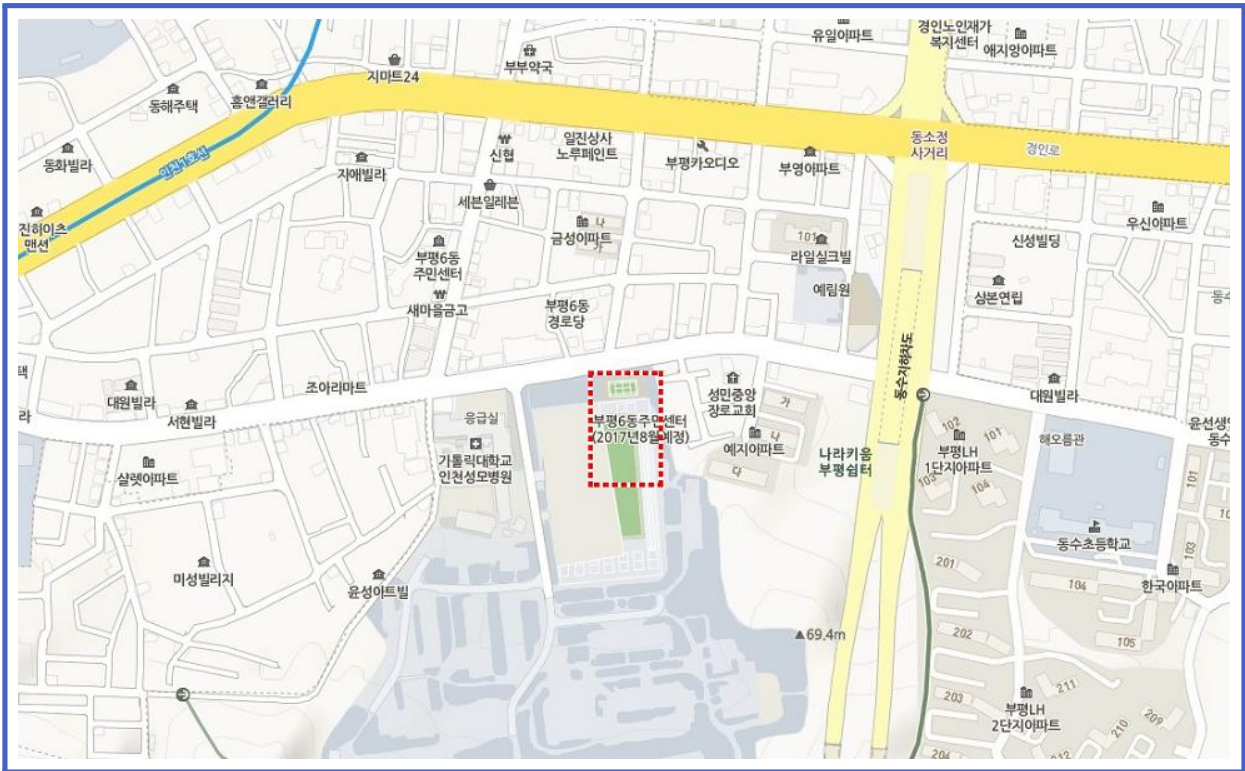 유일아파트
경인노인재가
복지센터
애지앙아파트
부부약국
지마트24
동해주택
홈앤갤러리
동화빌라
인천1호선
지애빌라
신협
일진상사
노루페인트
부평카오디오
부영아파트
동소정
사거리
경인로
세븐일레븐
우신아파트
진하이츠
맨션
부평6동
주민센터
금성아파트
나
가
101
라일실크빌
신성빌딩
새마을금고
부평6동
경로당
예림원
삼본연립
동수지하차도
조아리마트
대원빌라
서현빌라
택
라
샬렛아파트
응급실
가톨릭대학교
인천성모병원
부평6동주민센터
(2017년8월예정)
성민중앙
장로교회
가
나
다
예지아파트
나라키움
부평쉼터
대원빌라
102
101
103
104
부평LH
1단지아파트
해오름관
윤선생
동수
동수초등학교
101
103
한국아파트
미성빌리지
윤성아트빌
▲69.4m
201
202
203
204
104
105
부평LH
2단지아파트
211
210
209
212